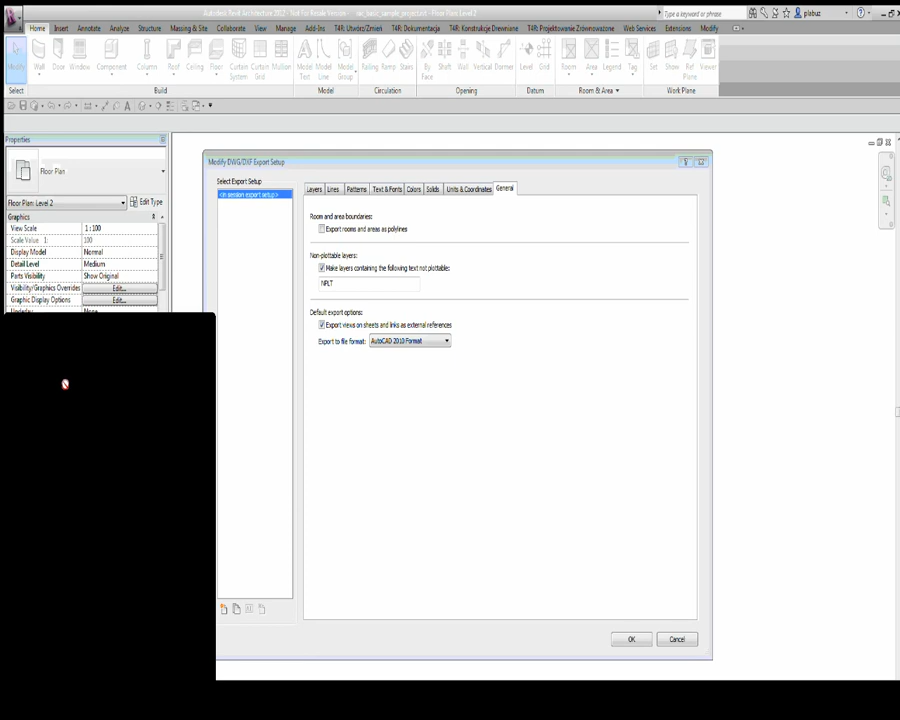 Autodesk Revit Architecture 2012 - Not For Resale Version - rac_basic_sample_project.rvt - Floor Plan: Level 2
Type a keyword or phrase
plabuz
Home Insert Annotate Analyze Structure Massing & Site Collaborate View Manage Add-Ins T4R: Utwórz/Zmień T4R: Dokumentacja T4R: Konstrukcje Drewniane T4R: Projektowanie Zrównoważone Web Services Extensions Modify
Modify Wall Door Window Component Column Roof Ceiling Floor Curtain System Curtain Grid Mullion Model Text Model Line Model Group Railing Ramp Stairs By Face Shaft Wall Vertical Dormer Level Grid Room Area Legend Tag Set Show Ref Plane Viewer
Select Build Model Circulation Opening Datum Room & Area Work Plane
Properties
Floor Plan
Floor Plan: Level 2
Edit Type
Graphics
View Scale 1 : 100
Scale Value 1: 100
Display Model Normal
Detail Level Medium
Parts Visibility Show Original
Visibility/Graphics Overrides Edit...
Graphic Display Options Edit...
Modify DWG/DXF Export Setup
Select Export Setup
<in session export setup>
Layers Lines Patterns Text & Fonts Colors Solids Units & Coordinates General
Room and area boundaries:
Export rooms and areas as polylines
Non-plottable layers:
Make layers containing the following text not plottable:
NPLT
Default export options:
Export views on sheets and links as external references
Export to file format: AutoCAD 2010 Format
OK Cancel